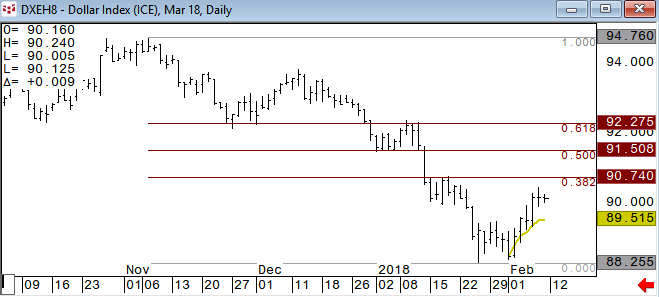 DXEH8 - Dollar Index (ICE), Mar 18, Daily
O= 90.160
H= 90.240
L= 90.005
L= 90.125
Δ= +0.009
94.760
1.000
94.000
92.275
0.618
92.000
91.508
0.500
90.740
0.382
90.000
89.515
88.255
0.000
Nov Dec 2018 Feb
09 16 23 01 06 13 20 27 04 11 18 26 02 08 15 22 29 01 12